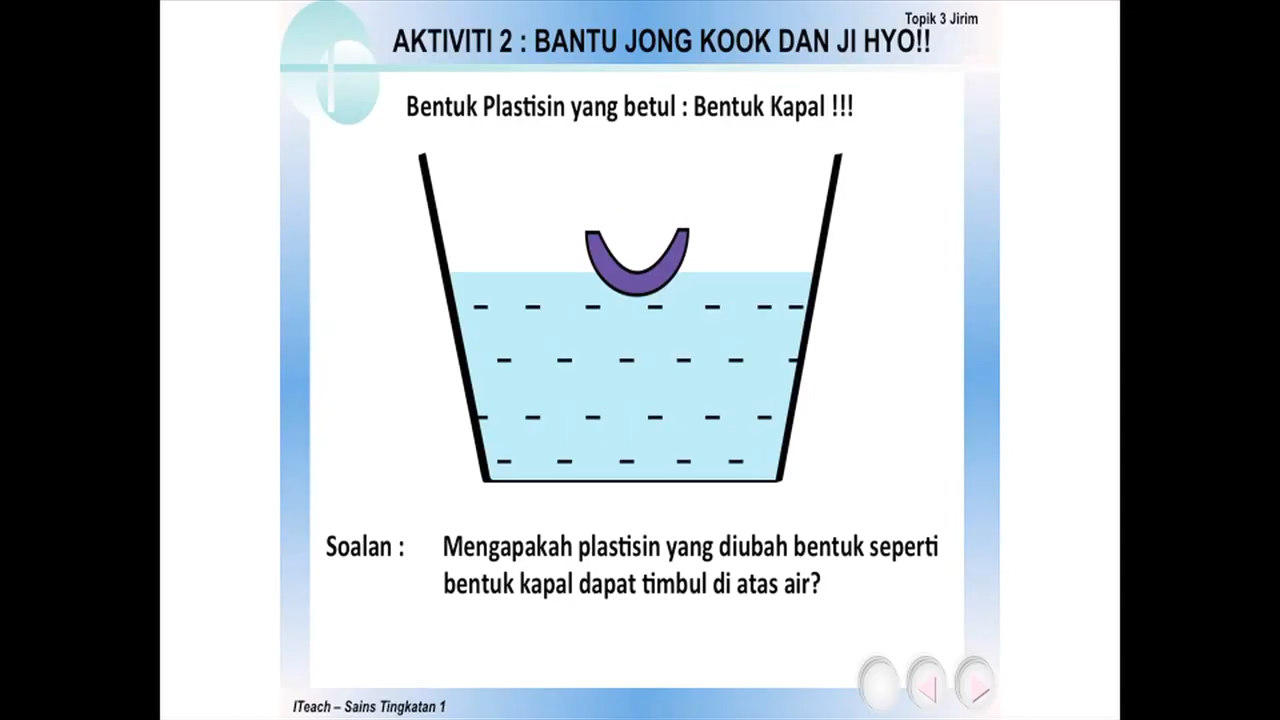 Topik 3 Jirim
AKTIVITI 2 : BANTU JONG KOOK DAN JI HYO!!
Bentuk Plastisin yang betul : Bentuk Kapal !!!
Soalan : Mengapakah plastisin yang diubah bentuk seperti
bentuk kapal dapat timbul di atas air?
ITeach – Sains Tingkatan 1